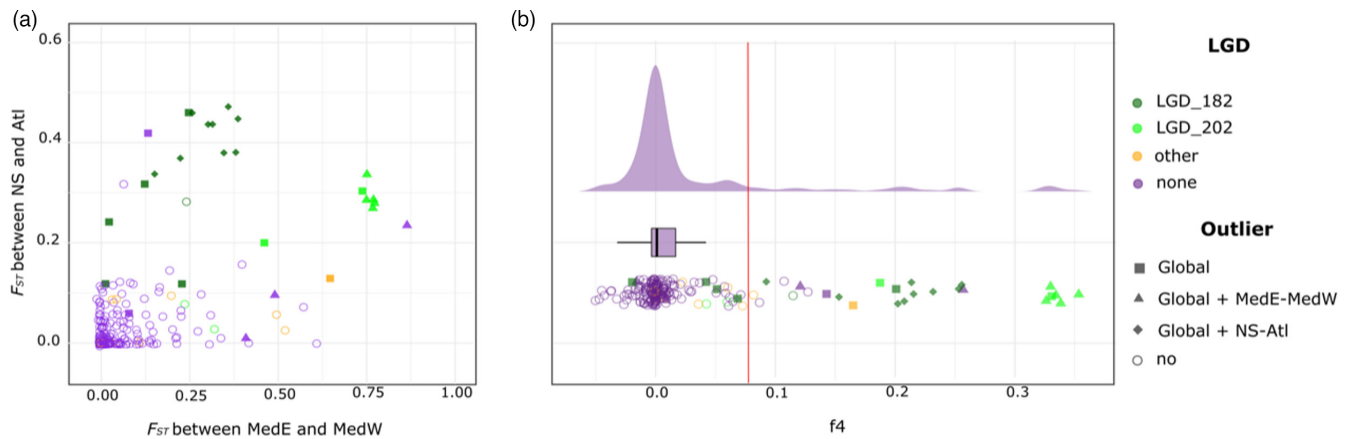 (a)
0.6
0.4
0.2
0.0
FST between NS and Atl
0.00
0.25
0.50
0.75
1.00
FST between MedE and MedW
(b)
0.0
0.1
0.2
0.3
f4
LGD
LGD_182
LGD_202
other
none
Outlier
Global
Global + MedE-MedW
Global + NS-Atl
no